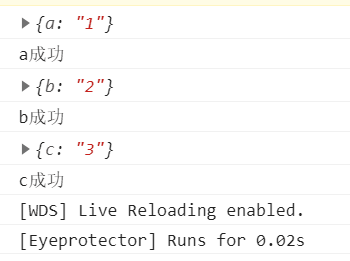 ▶{a: "1"}
a成功
▶{b: "2"}
b成功
▶{c: "3"}
c成功
[WDS] Live Reloading enabled.
[Eyeprotector] Runs for 0.02s